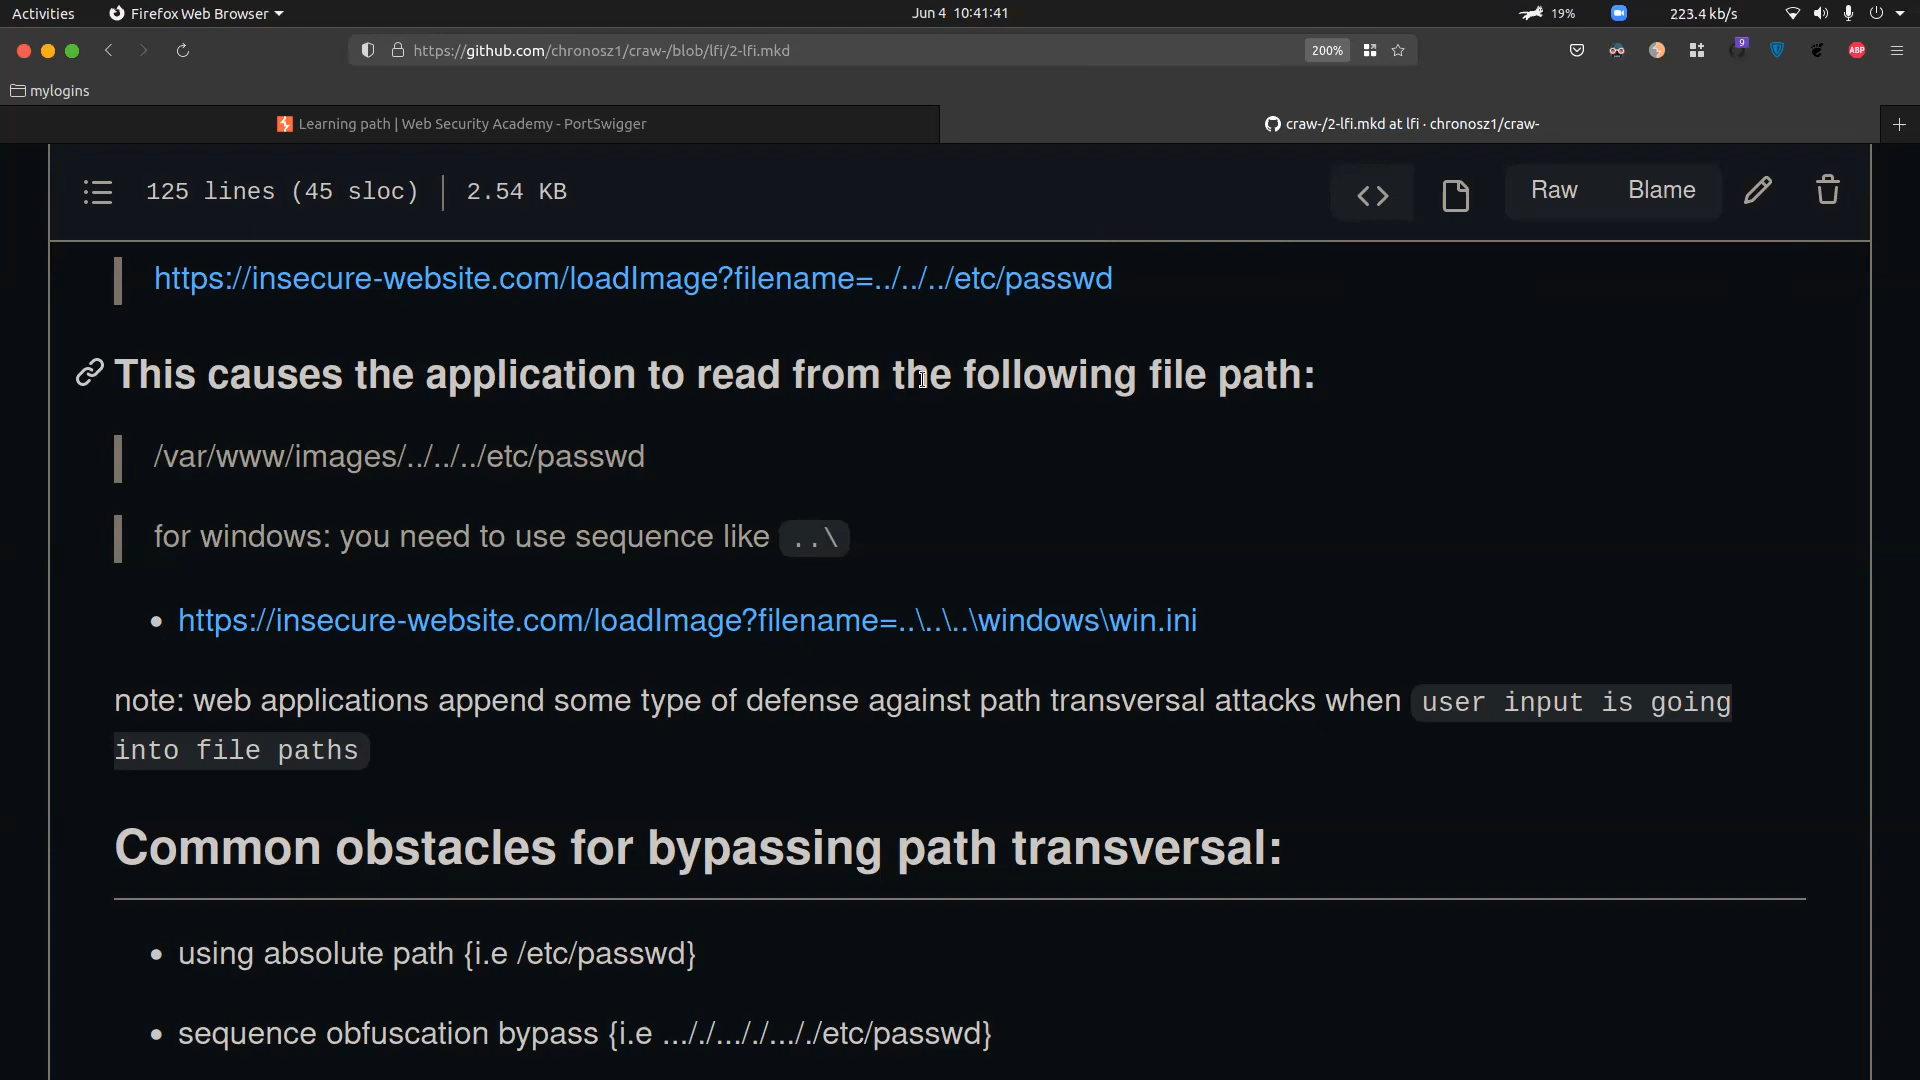 Activities
Firefox Web Browser
Jun 4 10:41:41
19%
223.4 kb/s
https://github.com/chronosz1/craw-/blob/lfi/2-lfi.mkd
200%
9
ABP
mylogins
Learning path | Web Security Academy - PortSwigger
craw-/2-lfi.mkd at lfi · chronosz1/craw-
125 lines (45 sloc) | 2.54 KB
Raw
Blame
https://insecure-website.com/loadImage?filename=../../../etc/passwd
This causes the application to read from the following file path:
/var/www/images/../../../etc/passwd
for windows: you need to use sequence like ..\
• https://insecure-website.com/loadImage?filename=..\..\..\windows\win.ini
note: web applications append some type of defense against path transversal attacks when user input is going
into file paths
Common obstacles for bypassing path transversal:
• using absolute path {i.e /etc/passwd}
• sequence obfuscation bypass {i.e ..././..././..././etc/passwd}